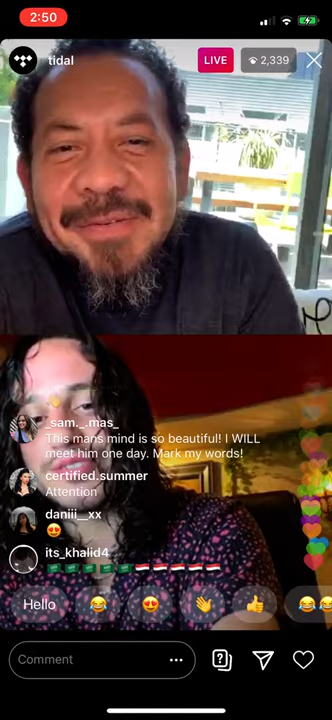 2:50
tidal
LIVE
2,339
_sam._.mas_
This mans mind is so beautiful! I WILL
meet him one day. Mark my words!
certified.summer
Attention
daniii__xx
its_khalid4
Hello
Comment